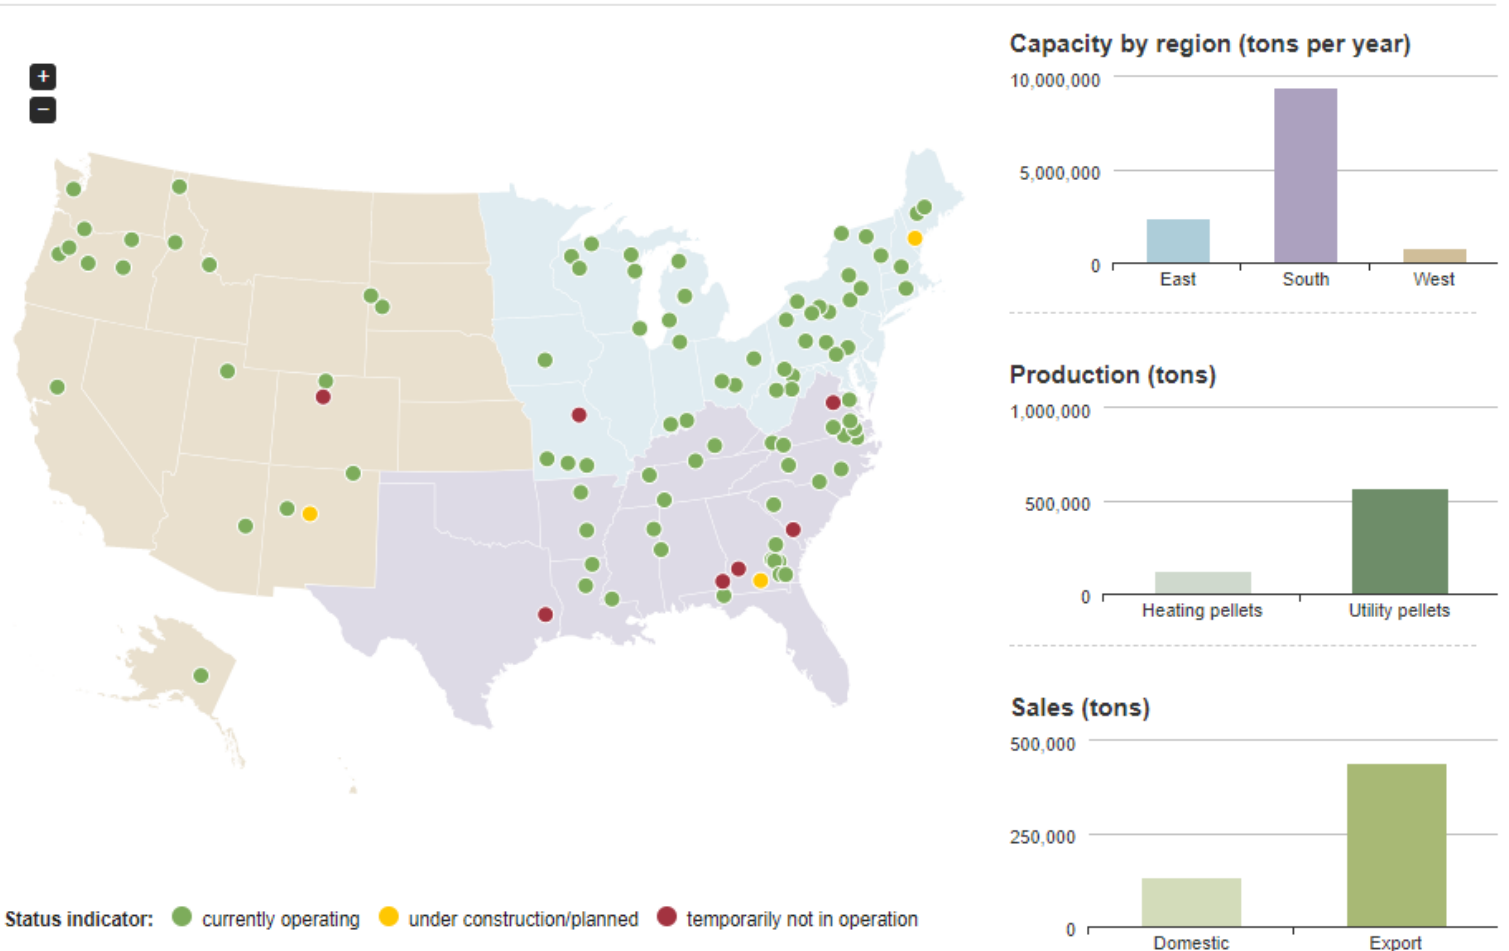 +
−
Capacity by region (tons per year)
10,000,000
5,000,000
0
East South West
Production (tons)
1,000,000
500,000
0
Heating pellets Utility pellets
Sales (tons)
500,000
250,000
0
Domestic Export
Status indicator: currently operating under construction/planned temporarily not in operation